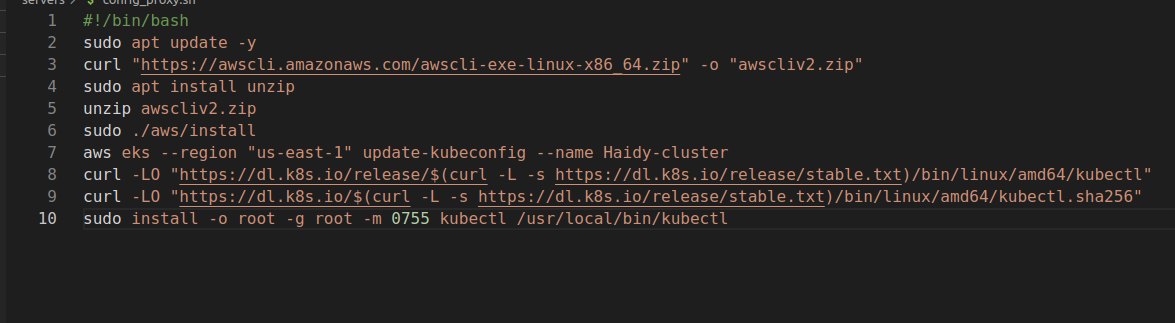 servers > $ config_proxy.sh
1 #!/bin/bash
2 sudo apt update -y
3 curl "https://awscli.amazonaws.com/awscli-exe-linux-x86_64.zip" -o "awscliv2.zip"
4 sudo apt install unzip
5 unzip awscliv2.zip
6 sudo ./aws/install
7 aws eks --region "us-east-1" update-kubeconfig --name Haidy-cluster
8 curl -LO "https://dl.k8s.io/release/$(curl -L -s https://dl.k8s.io/release/stable.txt)/bin/linux/amd64/kubectl"
9 curl -LO "https://dl.k8s.io/$(curl -L -s https://dl.k8s.io/release/stable.txt)/bin/linux/amd64/kubectl.sha256"
10 sudo install -o root -g root -m 0755 kubectl /usr/local/bin/kubectl